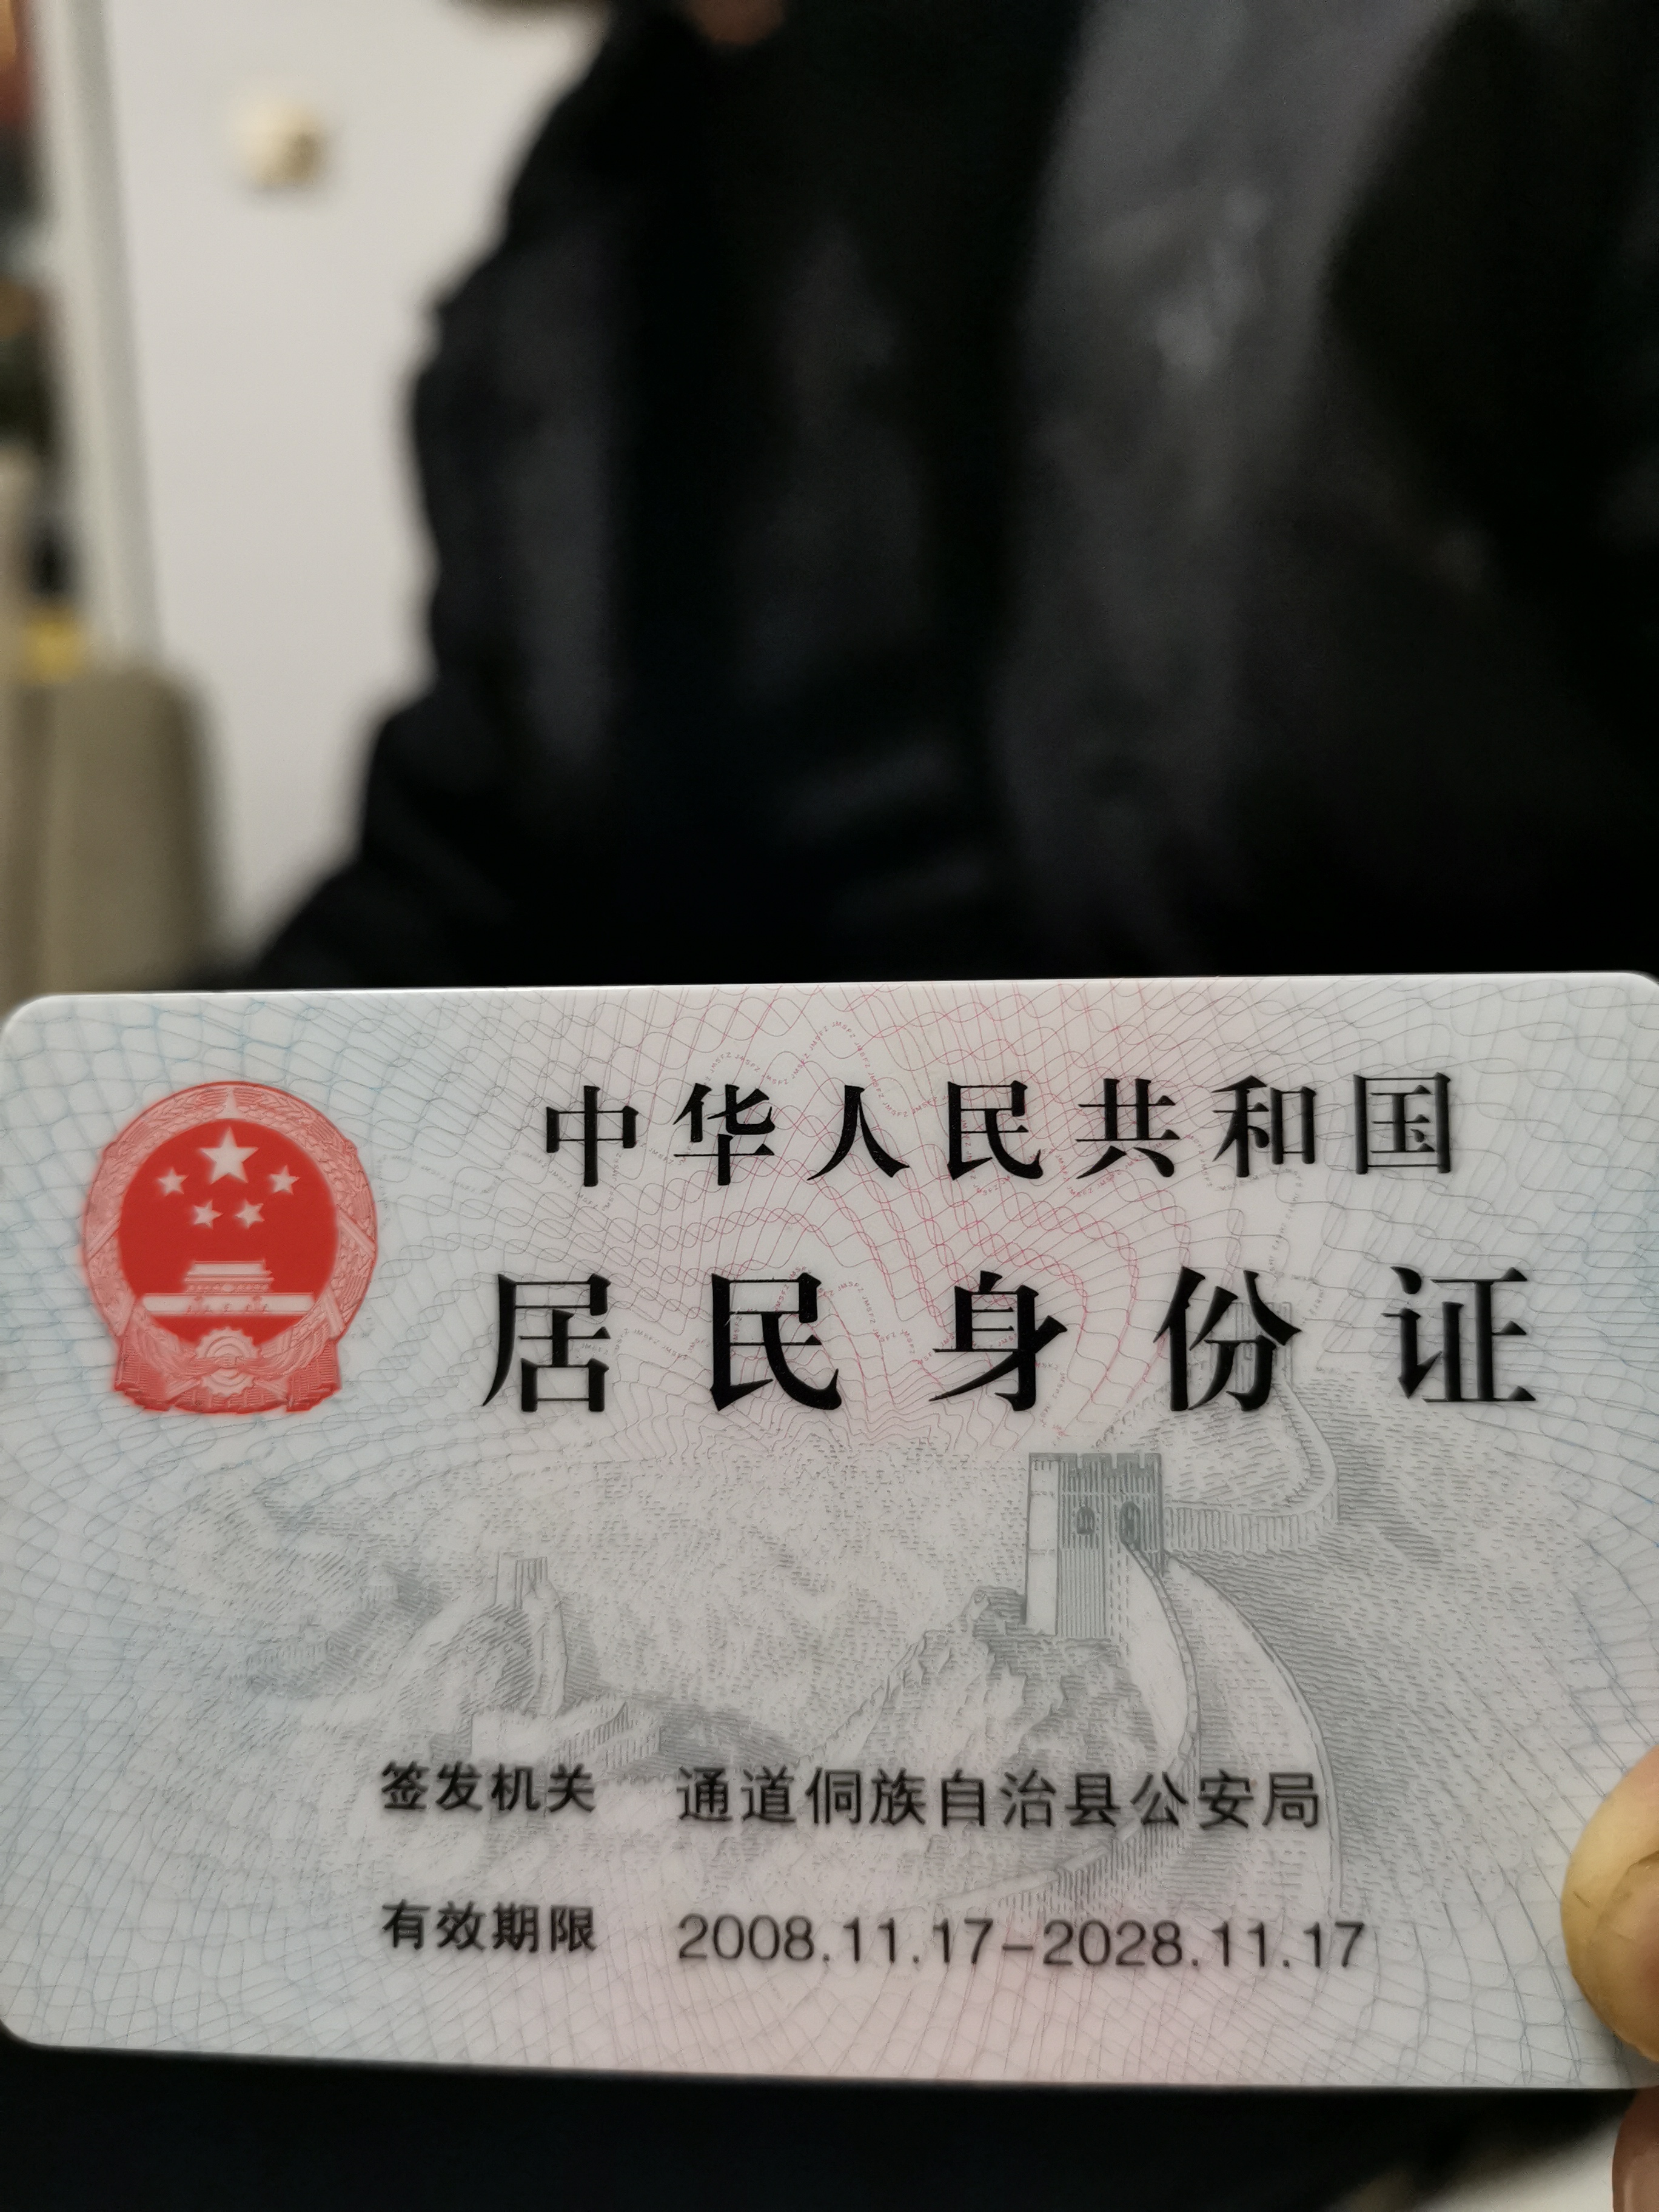 中华人民共和国
居民身份证
签发机关 通道侗族自治县公安局
有效期限 2008.11.17-2028.11.17